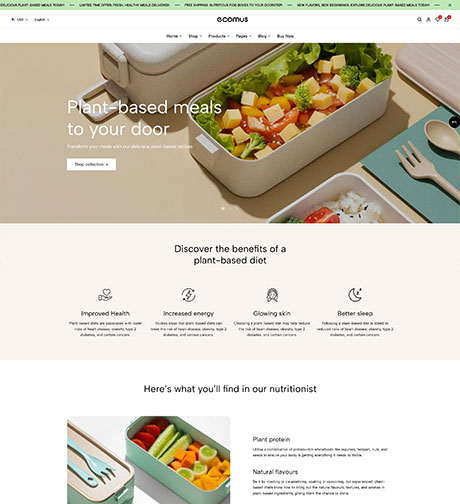 DELICIOUS PLANT-BASED MEALS TODAY! LIMITED TIME OFFER: FRESH, HEALTHY MEALS DELIVERED! FREE SHIPPING: NUTRITIOUS FOOD BOXES TO YOUR DOORSTEP! NEW FLAVORS, NEW BEGINNINGS: EXPLORE DELICIOUS PLANT-BASED MEALS TODAY!
USD English ecomus
Home Shop Products Pages Blog Buy Now
Plant-based meals
to your door
Transform your meals with our delicious plant-based recipes
Shop collection
Discover the benefits of a
plant-based diet
Improved Health Increased energy Glowing skin Better sleep
Plant-based diets are associated with lower
risks of heart disease, obesity, type 2
diabetes, and certain cancers.
Studies show that plant-based diets can
lower the risk of heart disease, obesity, type 2
diabetes, and various cancers.
Choosing a plant-based diet may help reduce
the risk of heart disease, obesity, type 2
diabetes, and certain cancers.
Following a plant-based diet is linked to
reduced risks of heart disease, obesity, type 2
diabetes, and certain cancers.
Here's what you'll find in our nutritionist
Plant protein
Utilise a combination of protein-rich wholefoods like legumes, tempeh, nuts, and
seeds to ensure your body is getting everything it needs to thrive.
Natural flavours
Be it for roasting or caramelising, soaking or savouring, our experienced plant-
based chefs know how to bring out the natural flavours, textures, and aromas in
plant-based ingredients, giving them the chance to shine.